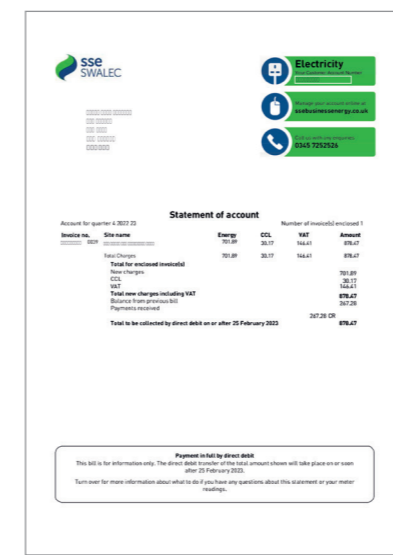 sse
SWALEC
Electricity
Your Customer Account Number
Manage your account online at
ssebusinessenergy.co.uk
Call us with any enquiries
0345 7252526
Statement of account
Account for quarter 4 2022 23
Number of invoice(s) enclosed 1
Invoice no. Site name Energy CCL VAT Amount
0029 701.89 30.17 146.41 878.47
Total Charges 701.89 30.17 146.41 878.47
Total for enclosed invoice(s)
New charges 701.89
CCL 30.17
VAT 146.41
Total new charges including VAT 878.47
Balance from previous bill 267.28
Payments received 267.28 CR
Total to be collected by direct debit on or after 25 February 2023 878.47
Payment in full by direct debit
This bill is for information only. The direct debit transfer of the total amount shown will take place on or soon
after 25 February 2023.
Turn over for more information about what to do if you have any questions about this statement or your meter
readings.